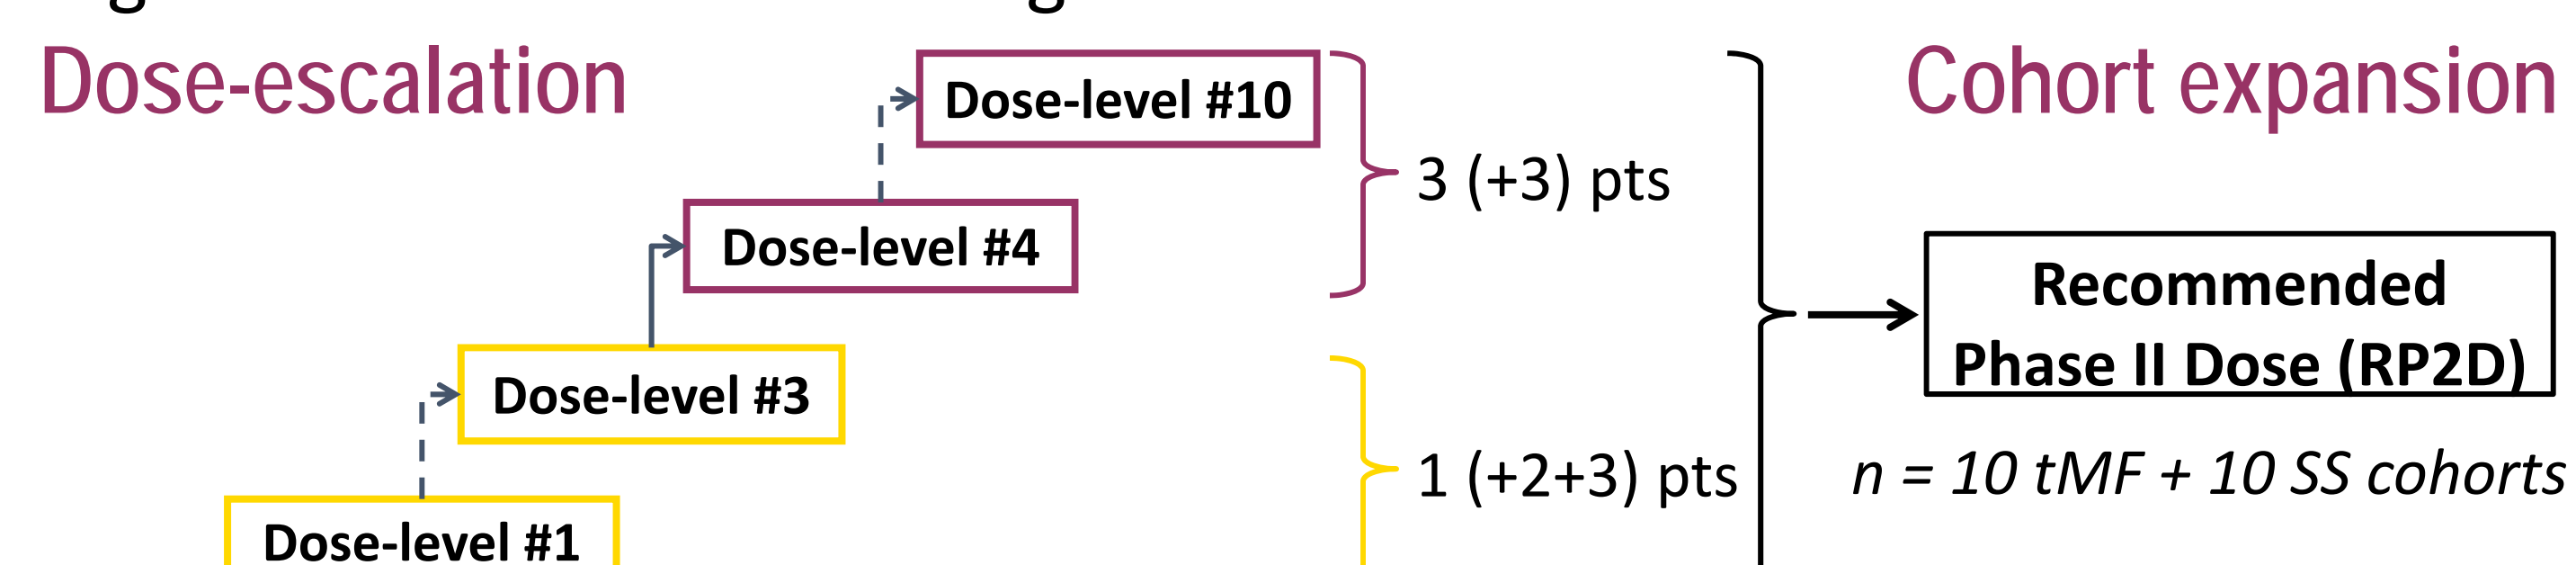 Dose-escalation
Cohort expansion
Dose-level #10
3 (+3) pts
Dose-level #4
Recommended
Phase II Dose (RP2D)
Dose-level #3
1 (+2+3) pts
n = 10 tMF + 10 SS cohorts
Dose-level #1